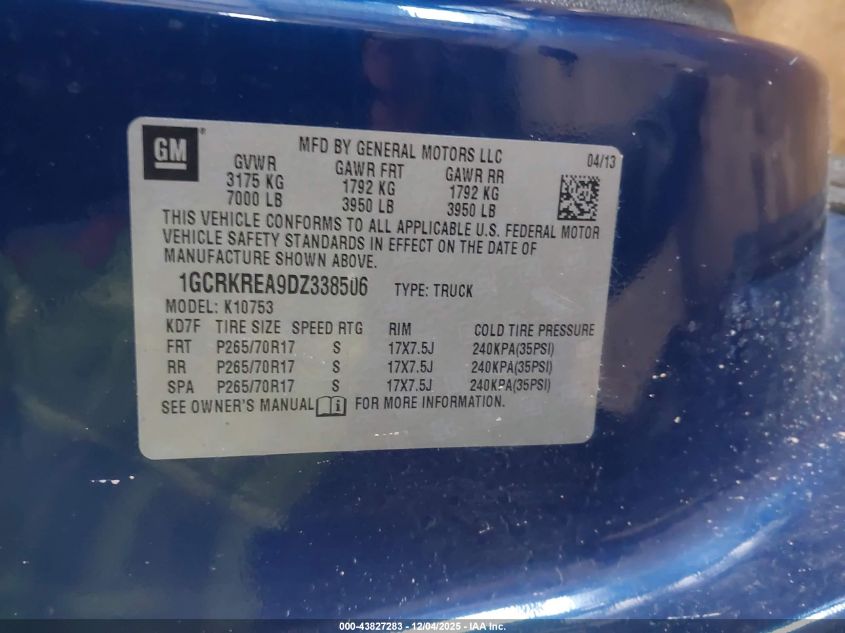 GM
MFD BY GENERAL MOTORS LLC 04/13
GVWR GAWR FRT GAWR RR
3175 KG 1792 KG 1792 KG
7000 LB 3950 LB 3950 LB
THIS VEHICLE CONFORMS TO ALL APPLICABLE U.S. FEDERAL MOTOR
VEHICLE SAFETY STANDARDS IN EFFECT ON THE DATE OF
MANUFACTURE SHOWN ABOVE.
1GCRKREA9DZ338506 TYPE: TRUCK
MODEL: K10753
KD7F TIRE SIZE SPEED RTG RIM COLD TIRE PRESSURE
FRT P265/70R17 S 17X7.5J 240KPA(35PSI)
RR P265/70R17 S 17X7.5J 240KPA(35PSI)
SPA P265/70R17 S 17X7.5J 240KPA(35PSI)
SEE OWNER'S MANUAL FOR MORE INFORMATION.
000-43827283 - 12/04/2025 - IAA Inc.